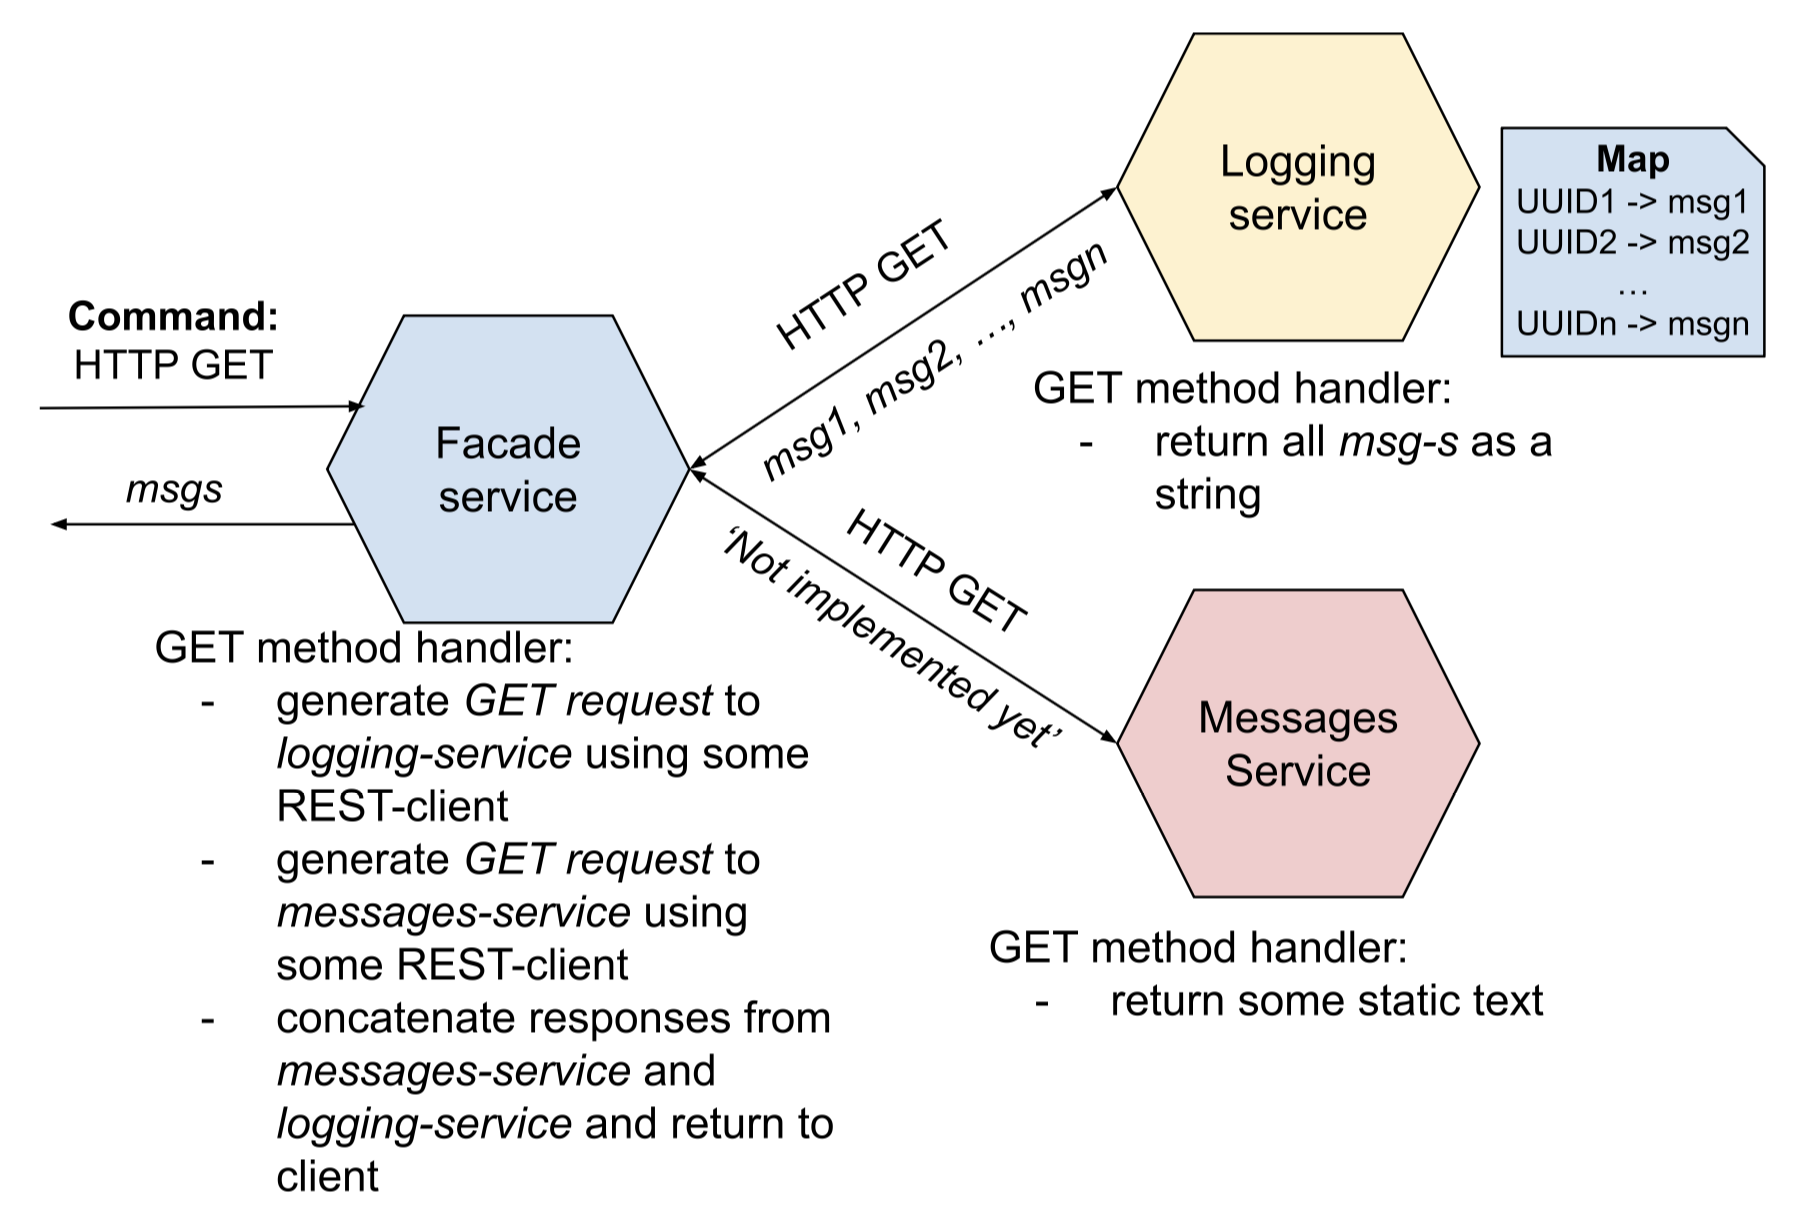 Command:
HTTP GET
msgs
Facade
service
GET method handler:
- generate GET request to
logging-service using some
REST-client
- generate GET request to
messages-service using
some REST-client
- concatenate responses from
messages-service and
logging-service and return to
client
HTTP GET
msg1, msg2, …, msgn
Logging
service
Map
UUID1 -> msg1
UUID2 -> msg2
…
UUIDn -> msgn
GET method handler:
- return all msg-s as a
string
HTTP GET
‘Not implemented yet’
Messages
Service
GET method handler:
- return some static text